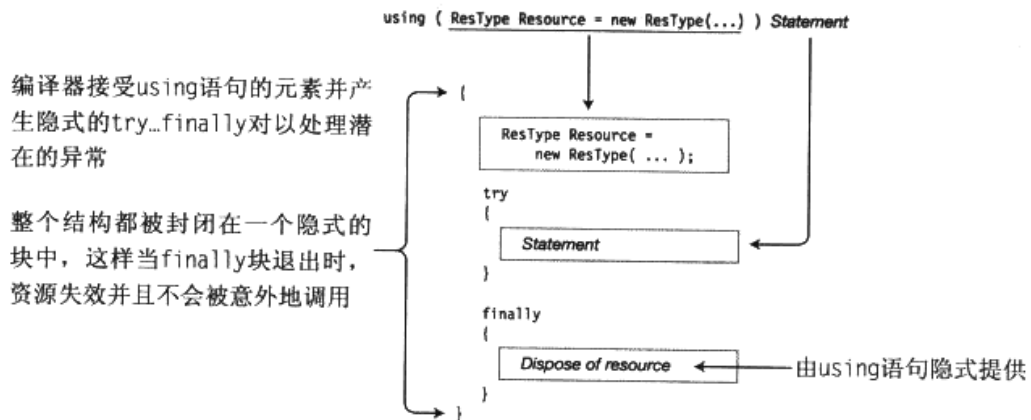 using ( ResType Resource = new ResType(...) ) Statement
编译器接受using语句的元素并产
生隐式的try…finally对以处理潜
在的异常
整个结构都被封闭在一个隐式的
块中，这样当finally块退出时，
资源失效并且不会被意外地调用
{
ResType Resource =
new ResType( ... );
try
{
Statement
}
finally
{
Dispose of resource
由using语句隐式提供
}
}